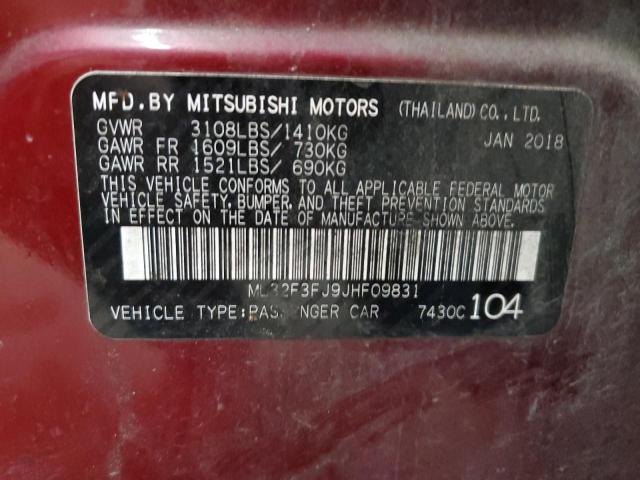 MFD. BY MITSUBISHI MOTORS (THAILAND) CO., LTD.
GVWR 3108LBS/1410KG JAN 2018
GAWR FR 1609LBS/ 730KG
GAWR RR 1521LBS/ 690KG
THIS VEHICLE CONFORMS TO ALL APPLICABLE FEDERAL MOTOR
VEHICLE SAFETY, BUMPER, AND THEFT PREVENTION STANDARDS
IN EFFECT ON THE DATE OF MANUFACTURE SHOWN ABOVE.
ML32F3FJ9JHF09831
VEHICLE TYPE:PASSENGER CAR 7430C 104